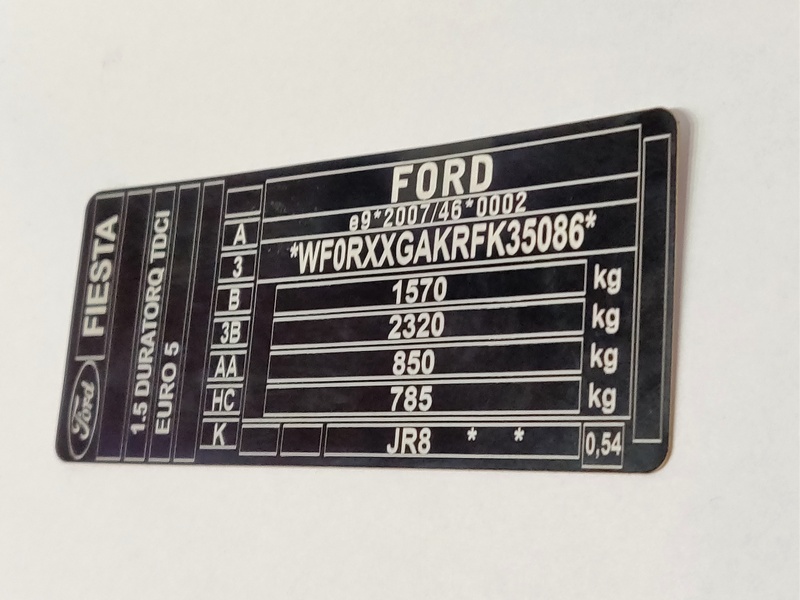 Ford
FIESTA
1.5 DURATORQ TDCI
EURO 5
FORD
e9*2007/46*0002
A
*WF0RXXGAKRFK35086*
3
B 1570 kg
3B 2320 kg
AA 850 kg
HC 785 kg
K JR8 * * 0,54